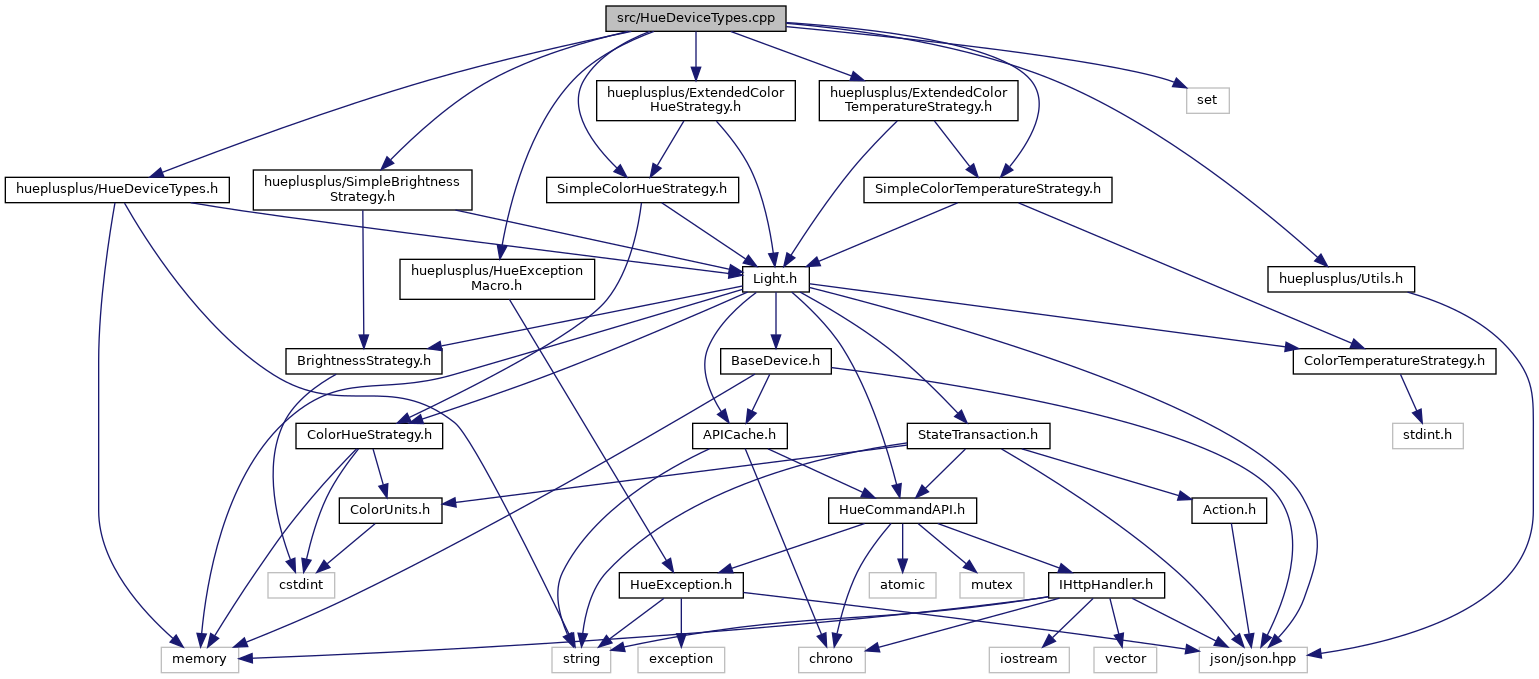 src/HueDeviceTypes.cpp
hueplusplus/ExtendedColor
HueStrategy.h
hueplusplus/ExtendedColor
TemperatureStrategy.h
set
hueplusplus/HueDeviceTypes.h
hueplusplus/SimpleBrightness
Strategy.h
SimpleColorHueStrategy.h
SimpleColorTemperatureStrategy.h
hueplusplus/HueException
Macro.h
Light.h
hueplusplus/Utils.h
BrightnessStrategy.h
BaseDevice.h
ColorTemperatureStrategy.h
ColorHueStrategy.h
APICache.h
StateTransaction.h
stdint.h
ColorUnits.h
HueCommandAPI.h
Action.h
cstdint
HueException.h
atomic
mutex
IHttpHandler.h
memory
string
exception
chrono
iostream
vector
json/json.hpp